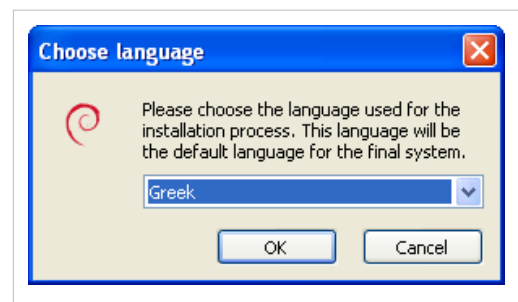 Choose language
Please choose the language used for the
installation process. This language will be
the default language for the final system.
Greek
OK
Cancel